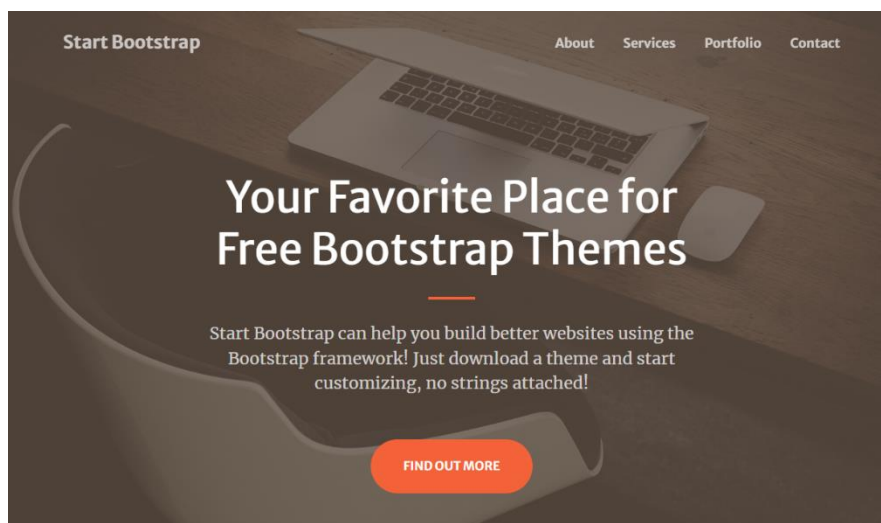 Start Bootstrap
About Services Portfolio Contact
Your Favorite Place for
Free Bootstrap Themes
Start Bootstrap can help you build better websites using the
Bootstrap framework! Just download a theme and start
customizing, no strings attached!
FIND OUT MORE